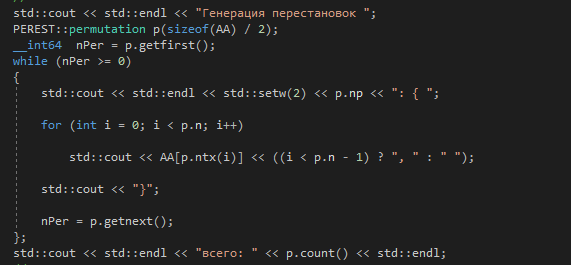 std::cout << std::endl << "Генерация перестановок ";
PEREST::permutation p(sizeof(AA) / 2);
__int64  nPer = p.getfirst();
while (nPer >= 0)
{
    std::cout << std::endl << std::setw(2) << p.np << ": { ";
    for (int i = 0; i < p.n; i++)
        std::cout << AA[p.ntx(i)] << ((i < p.n - 1) ? ", " : " ");
    std::cout << "}";
    nPer = p.getnext();
};
std::cout << std::endl << "всего: " << p.count() << std::endl;